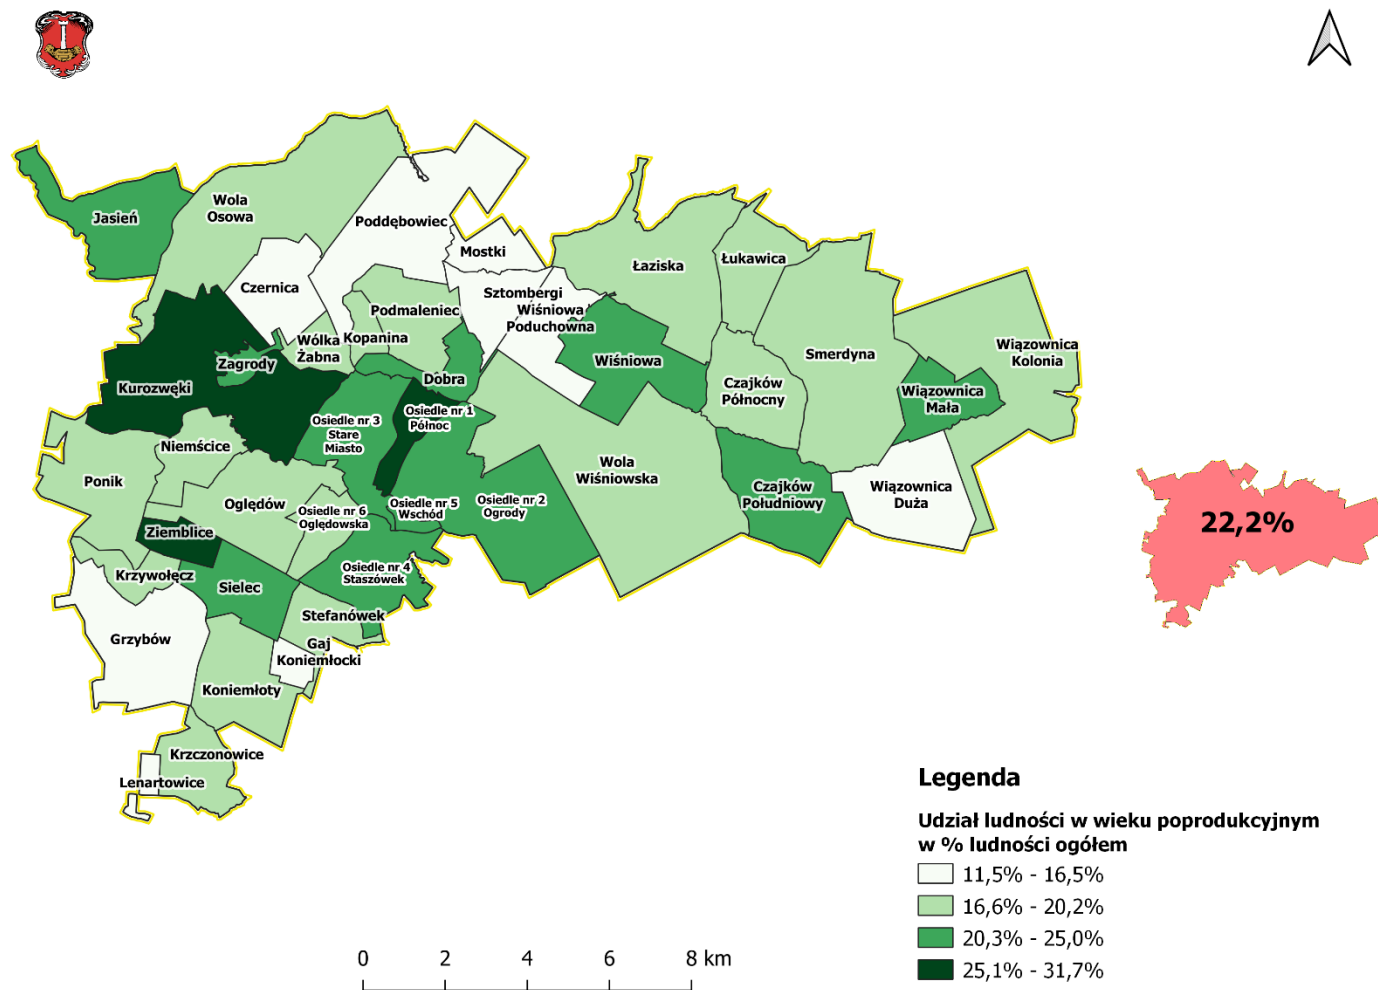 Jasień
Wola
Osowa
Poddębowiec
Mostki
Czernica
Sztombergi
Wiśniowa
Poduchowna
Łaziska
Łukawica
Podmaleniec
Kopanina
Wólka
Żabna
Zagrody
Kurozwęki
Dobra
Wiśniowa
Smerdyna
Wiązownica
Kolonia
Czajków
Północny
Wiązownica
Mała
Osiedle nr 1
Północ
Osiedle nr 3
Stare
Miasto
Niemścice
Ponik
Oględów
Osiedle nr 6
Oględowska
Osiedle nr 5
Wschód
Osiedle nr 2
Ogrody
Wola
Wiśniowska
Czajków
Południowy
Wiązownica
Duża
Ziemblice
Krzywołęcz
Sielec
Osiedle nr 4
Staszówek
Stefanówek
Grzybów
Gaj
Koniemłocki
Koniemłoty
Krzczonowice
Lenartowice
22,2%
Legenda
Udział ludności w wieku poprodukcyjnym
w % ludności ogółem
11,5% - 16,5%
16,6% - 20,2%
20,3% - 25,0%
25,1% - 31,7%
0 2 4 6 8 km